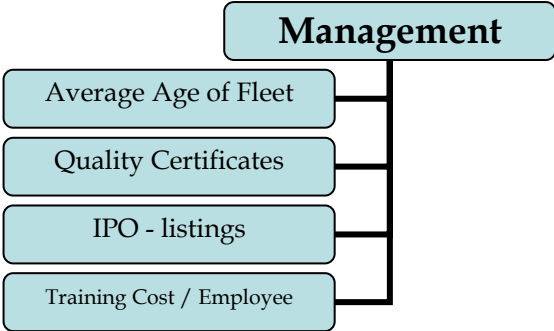 Management
Average Age of Fleet
Quality Certificates
IPO - listings
Training Cost / Employee